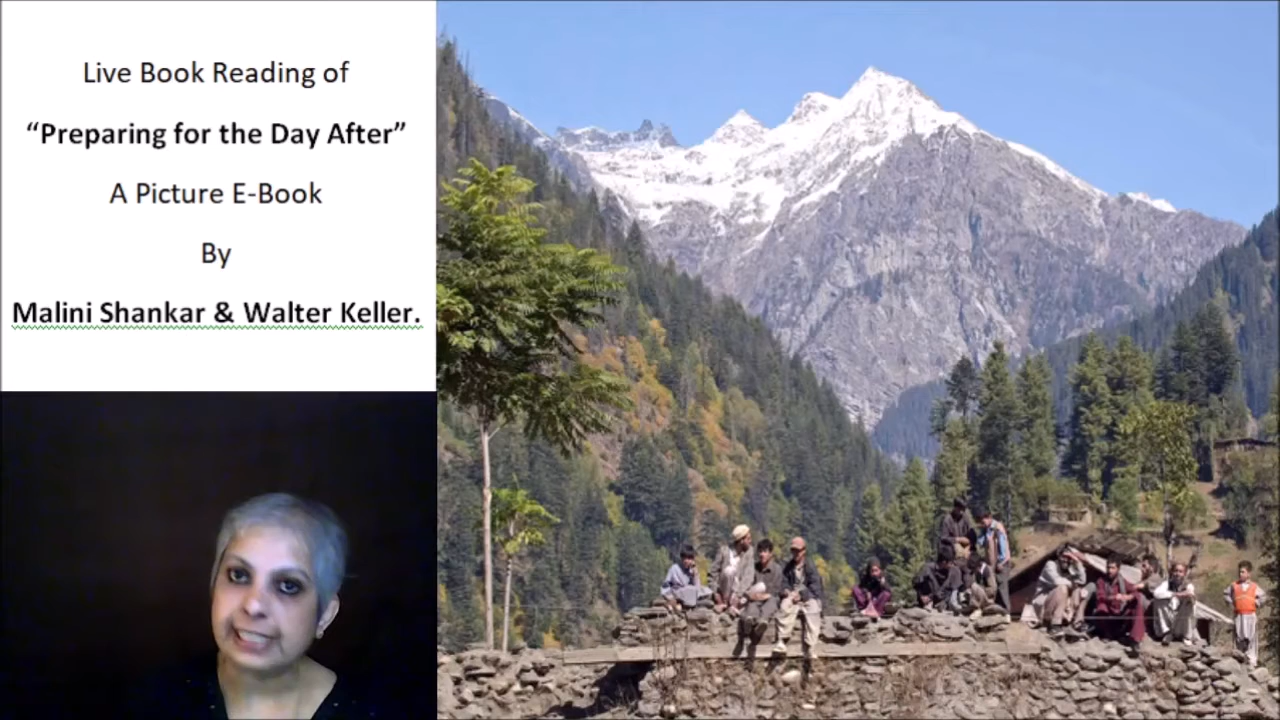 Live Book Reading of
“Preparing for the Day After”
A Picture E-Book
By
Malini Shankar & Walter Keller.